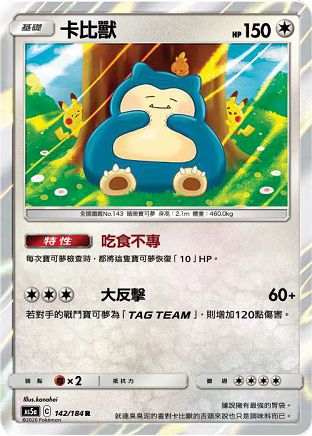 基礎 卡比獸 HP 150
全國圖鑑No.143 瞌睡寶可夢 身高：2.1m 體重：460.0kg
特性 吃食不專
每次寶可夢檢查時，都將這隻寶可夢恢復「10」HP。
大反擊 60+
若對手的戰鬥寶可夢為「TAG TEAM」，則增加120點傷害。
弱點 ×2 抵抗力 撤退
Illus.kanahei
C 142/184 R
©2020 Pokémon
據說擁有最強的胃袋。
就連臭臭泥的毒對卡比獸的舌頭來說也只是調味料而已